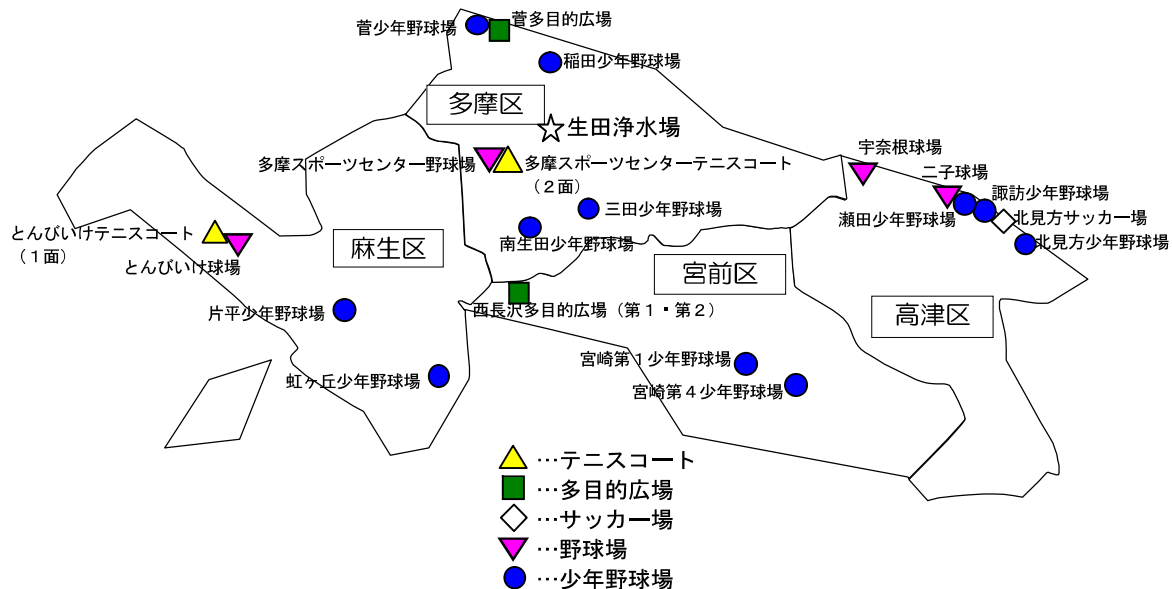 菅多目的広場
菅少年野球場
稲田少年野球場
多摩区
生田浄水場
宇奈根球場
多摩スポーツセンター野球場
多摩スポーツセンターテニスコート
（２面）
二子球場
諏訪少年野球場
三田少年野球場
瀬田少年野球場
北見方サッカー場
とんびいけテニスコート
（１面）
とんびいけ球場
麻生区
南生田少年野球場
北見方少年野球場
宮前区
片平少年野球場
西長沢多目的広場（第１・第２）
高津区
宮崎第１少年野球場
虹ヶ丘少年野球場
宮崎第４少年野球場
…テニスコート
…多目的広場
…サッカー場
…野球場
…少年野球場